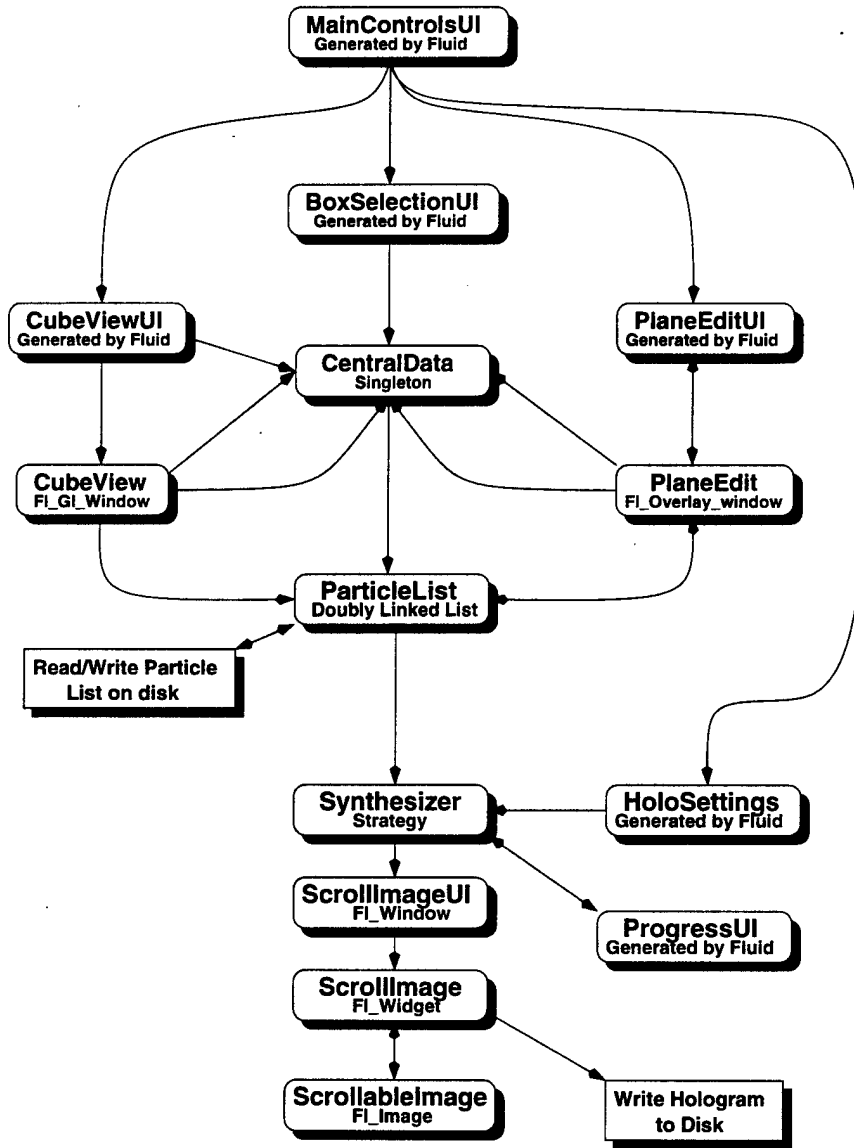 MainControlsUI
Generated by Fluid
BoxSelectionUI
Generated by Fluid
CubeViewUI
Generated by Fluid
PlaneEditUI
Generated by Fluid
CentralData
Singleton
CubeView
Fl_Gl_Window
PlaneEdit
Fl_Overlay_window
ParticleList
Doubly Linked List
Read/Write Particle
List on disk
Synthesizer
Strategy
HoloSettings
Generated by Fluid
ScrollImageUI
Fl_Window
ProgressUI
Generated by Fluid
ScrollImage
Fl_Widget
ScrollableImage
Fl_Image
Write Hologram
to Disk